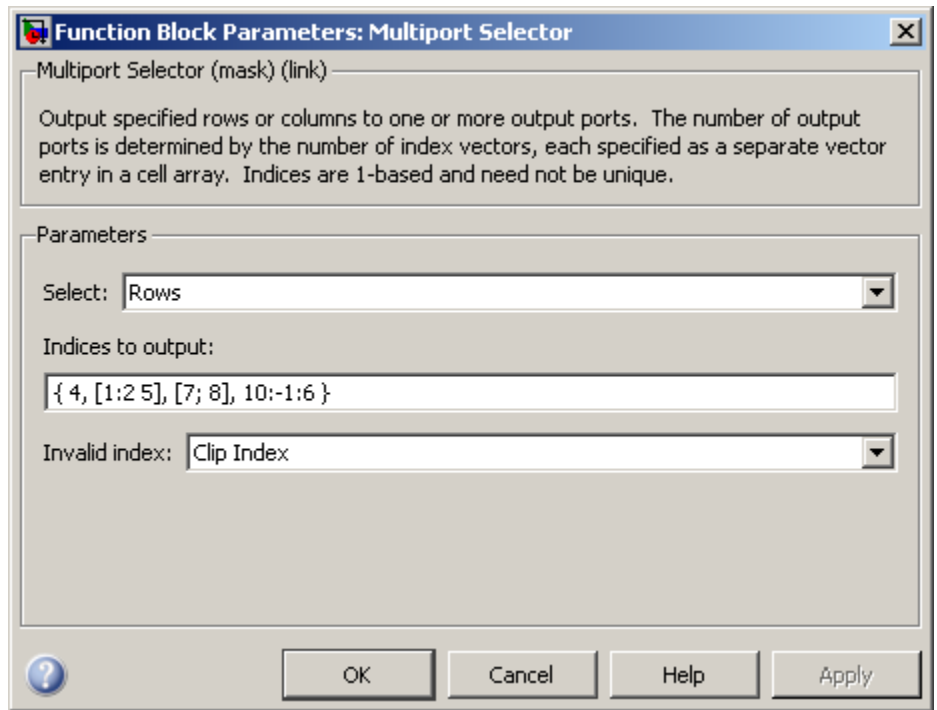 Function Block Parameters: Multiport Selector
Multiport Selector (mask) (link)
Output specified rows or columns to one or more output ports. The number of output
ports is determined by the number of index vectors, each specified as a separate vector
entry in a cell array. Indices are 1-based and need not be unique.
Parameters
Select: Rows
Indices to output:
{ 4, [1:2 5], [7; 8], 10:-1:6 }
Invalid index: Clip Index
? OK Cancel Help Apply